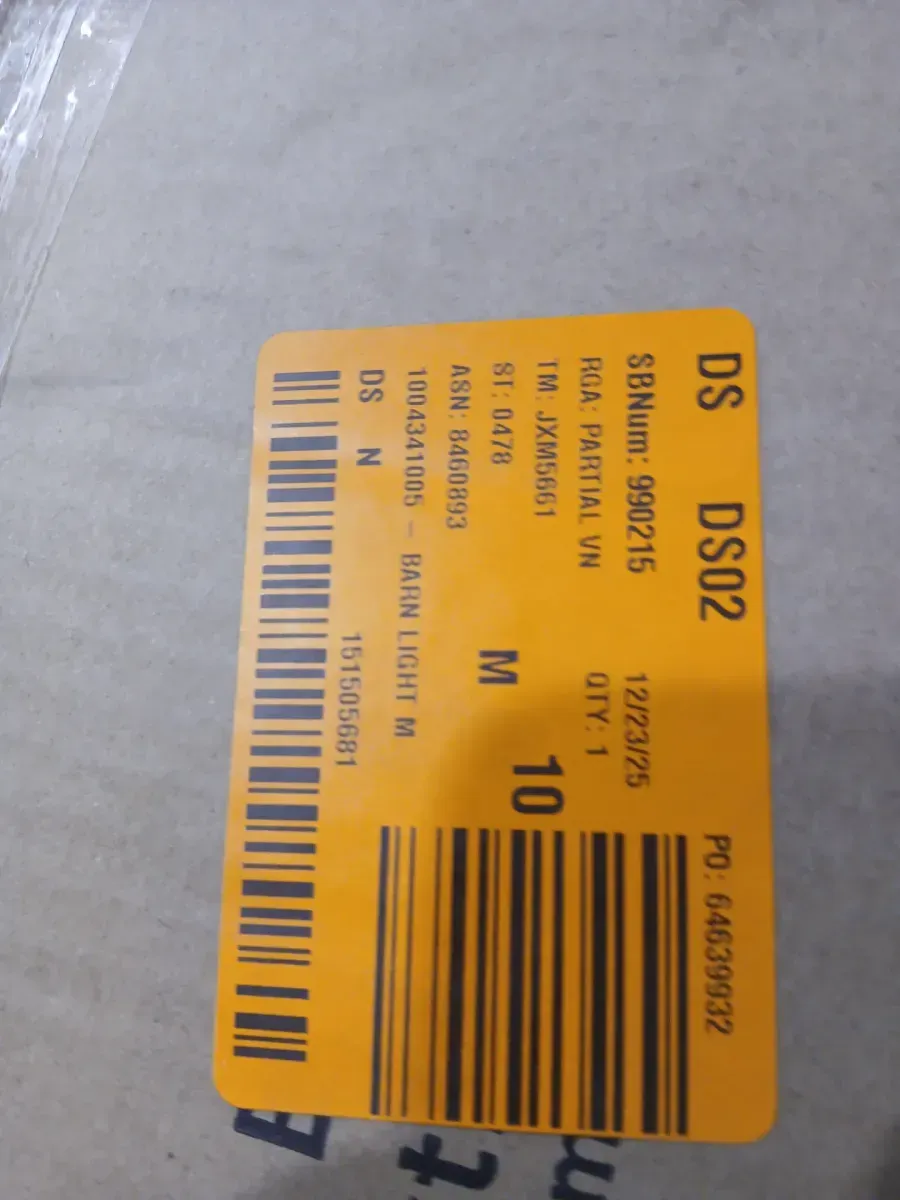 DS DS02 PO: 64639932
SBNum: 990215 12/23/25
RGA: PARTIAL VN QTY: 1
TM: JXM5661 10
ST: 0478 M
ASN: 8460893
1004341005 - BARN LIGHT M
DS N
151505681